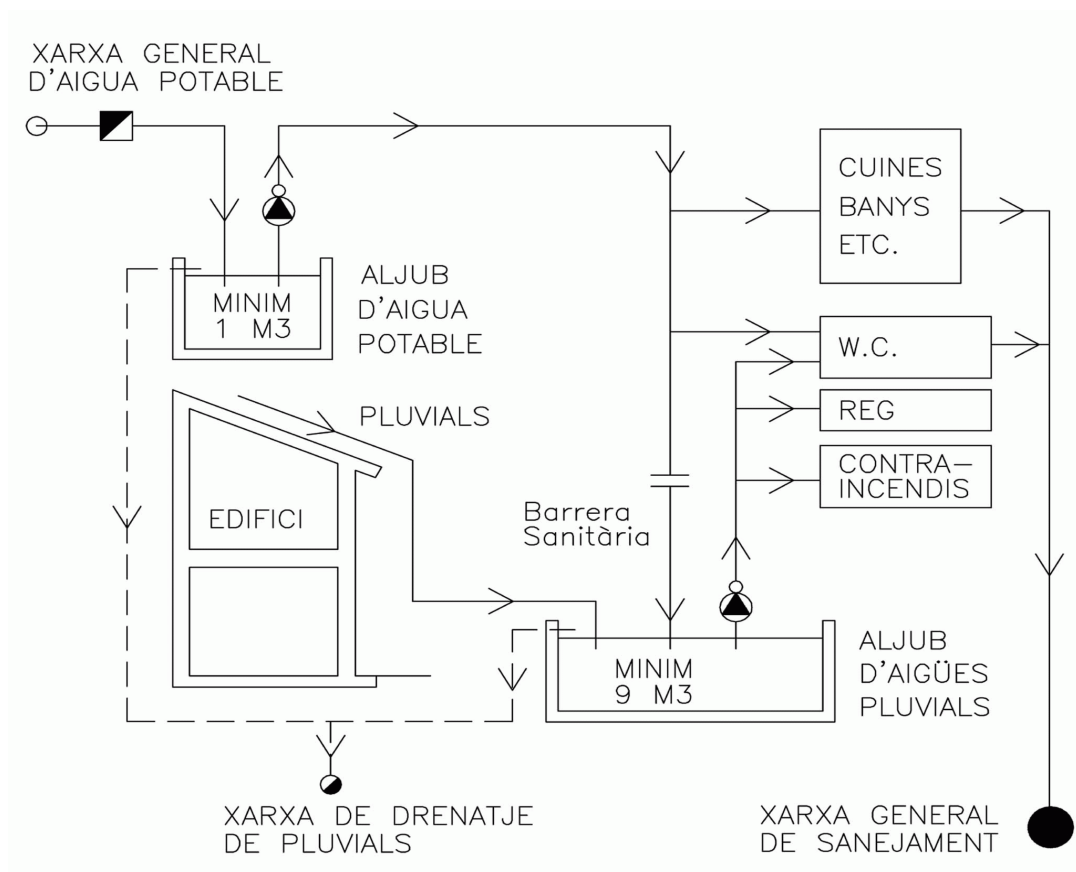 XARXA GENERAL
D'AIGUA POTABLE
CUINES
BANYS
ETC.
ALJUB
D'AIGUA
POTABLE
MINIM
1 M3
W.C.
PLUVIALS
REG
CONTRA-
INCENDIS
EDIFICI
Barrera
Sanitària
ALJUB
D'AIGÜES
PLUVIALS
MINIM
9 M3
XARXA DE DRENATJE
DE PLUVIALS
XARXA GENERAL
DE SANEJAMENT